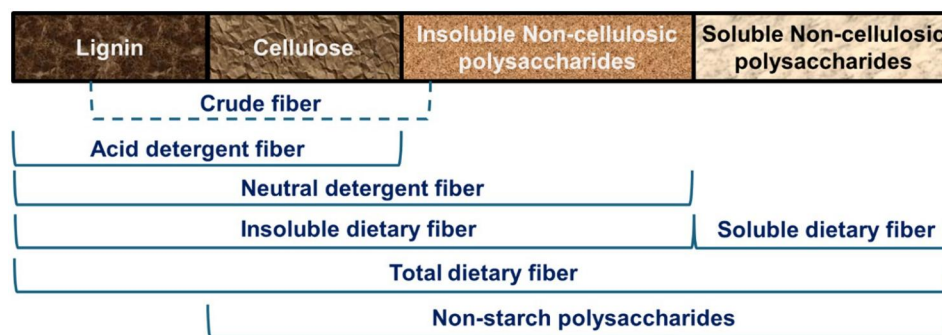 Lignin
Cellulose
Insoluble Non-cellulosic
polysaccharides
Soluble Non-cellulosic
polysaccharides
Crude fiber
Acid detergent fiber
Neutral detergent fiber
Insoluble dietary fiber
Soluble dietary fiber
Total dietary fiber
Non-starch polysaccharides